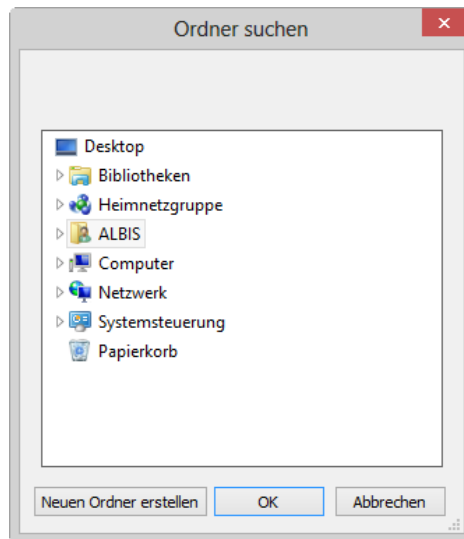 Ordner suchen
Desktop
Bibliotheken
Heimnetzgruppe
ALBIS
Computer
Netzwerk
Systemsteuerung
Papierkorb
Neuen Ordner erstellen OK Abbrechen